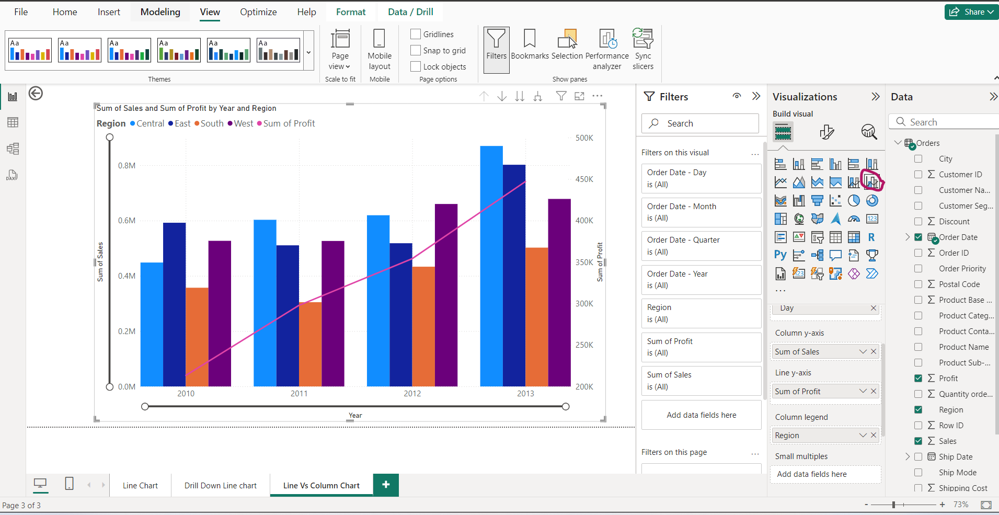 File Home Insert Modeling View Optimize Help Format Data / Drill Share
Aa Aa Aa Aa Aa Aa
Page view
Mobile layout
Gridlines
Snap to grid
Lock objects
Filters Bookmarks Selection Performance analyzer Sync slicers
Themes Scale to fit Mobile Page options Show panes
Sum of Sales and Sum of Profit by Year and Region
Region Central East South West Sum of Profit
Sum of Sales
0.8M
0.6M
0.4M
0.2M
0.0M
500K
450K
400K
350K
300K
250K
200K
Sum of Profit
2010 2011 2012 2013
Year
Filters
Search
Filters on this visual ...
Order Date - Day
is (All)
Order Date - Month
is (All)
Order Date - Quarter
is (All)
Order Date - Year
is (All)
Region
is (All)
Sum of Profit
is (All)
Sum of Sales
is (All)
Add data fields here
Filters on this page ...
Visualizations
Build visual
123
R
Py
123
...
Day
Column y-axis
Sum of Sales
Line y-axis
Sum of Profit
Column legend
Region
Small multiples
Add data fields here
Data
Search
Orders
City
Σ Customer ID
Customer Na...
Customer Seg...
Σ Discount
Order Date
Σ Order ID
Order Priority
Σ Postal Code
Σ Product Base ...
Product Categ...
Product Conta...
Product Name
Product Sub-...
Σ Profit
Σ Quantity orde...
Region
Σ Row ID
Σ Sales
Ship Date
Ship Mode
Σ Shipping Cost
DAX
Line Chart Drill Down Line chart Line Vs Column Chart +
Page 3 of 3
- + 73%